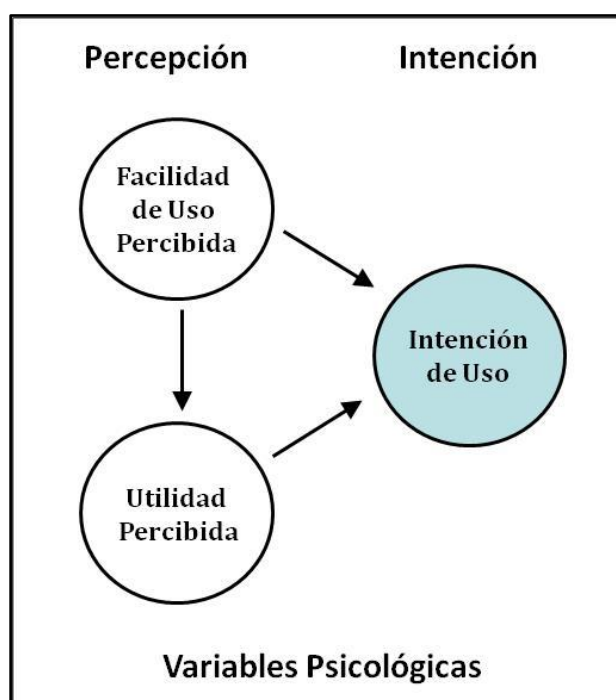 Percepción
Intención
Facilidad
de Uso
Percibida
Intención
de Uso
Utilidad
Percibida
Variables Psicológicas